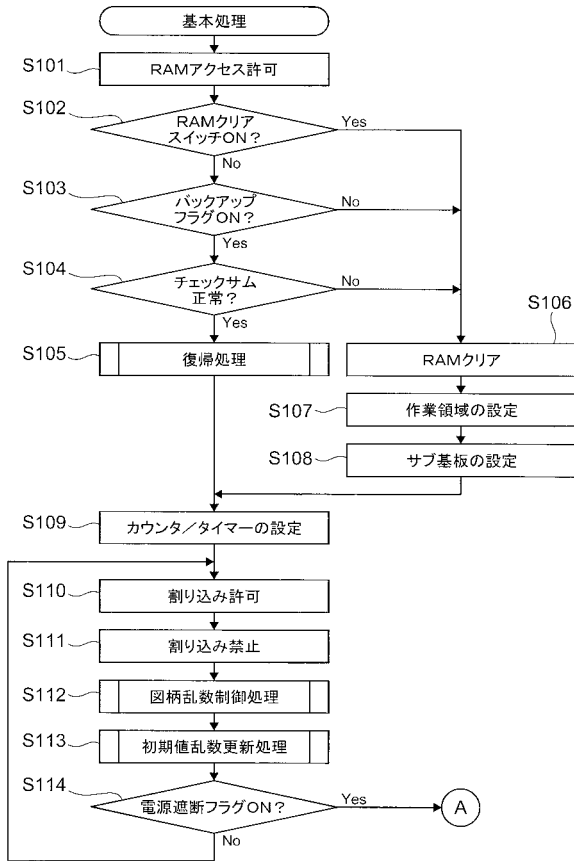 基本処理
S101
RAMアクセス許可
S102
RAMクリア
スイッチON?
Yes
No
S103
バックアップ
フラグON?
No
Yes
S104
チェックサム
正常?
No
Yes
S105
復帰処理
S106
RAMクリア
S107
作業領域の設定
S108
サブ基板の設定
S109
カウンタ/タイマーの設定
S110
割り込み許可
S111
割り込み禁止
S112
図柄乱数制御処理
S113
初期値乱数更新処理
S114
電源遮断フラグON?
Yes
A
No